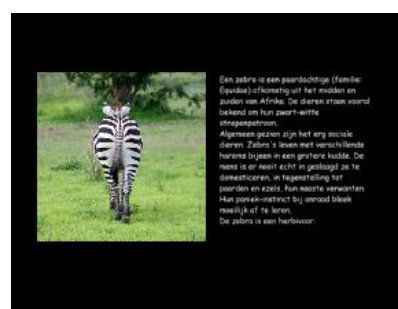 Een zebra is een paardachtige (familie:
Equidae) afkomstig uit het midden en
zuiden van Afrika. De dieren staan vooral
bekend om hun zwart-witte
strepenpatroon.
Algemeen gezien zijn het erg sociale
dieren. Zebra's leven met verschillende
harems bijeen in een grotere kudde. De
mens is er nooit echt in geslaagd ze te
domesticeren, in tegenstelling tot
paarden en ezels, hun naaste verwanten.
Hun paniek-instinct bij onraad bleek
moeilijk af te leren.
De zebra is een herbivoor.